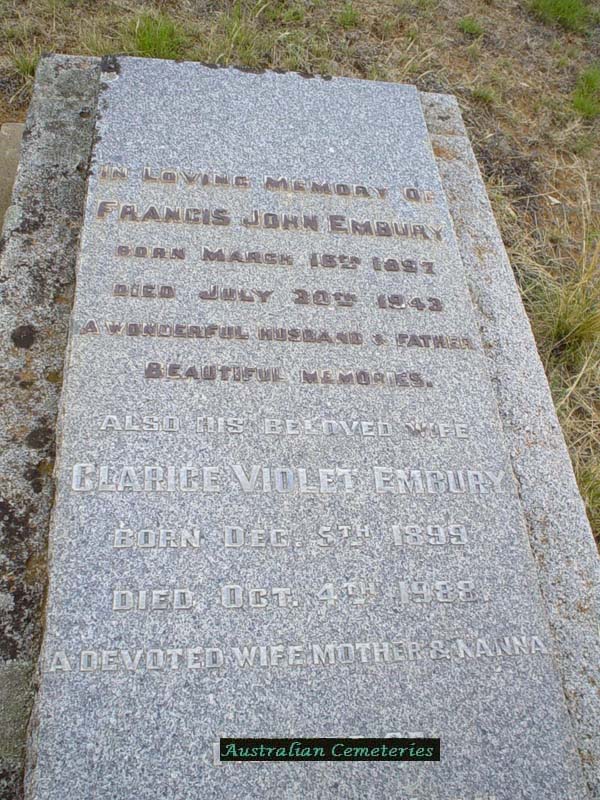 In Loving Memory of
Francis John Embury
Born March 16th 1897
Died July 20th 1943
A Wonderful Husband & Father
Beautiful Memories.
Also His Beloved Wife
Clarice Violet Embury
Born Dec. 5th 1899
Died Oct. 4th 1988.
A Devoted Wife Mother & Nanna
Australian Cemeteries